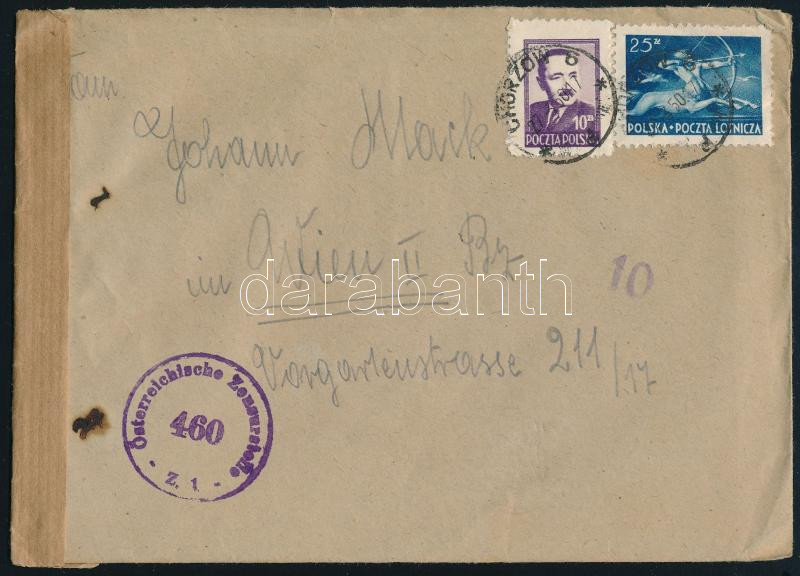 25 zł
POLSKA • POCZTA LOTNICZA
10 zł
POCZTA POLSKA
CHORZÓW 6
Johann Mack
in Wien II Bz
10
darabanth
Vorgartenstrasse 211/17
Österreichische Zensurstelle
460
- Z. 1 -